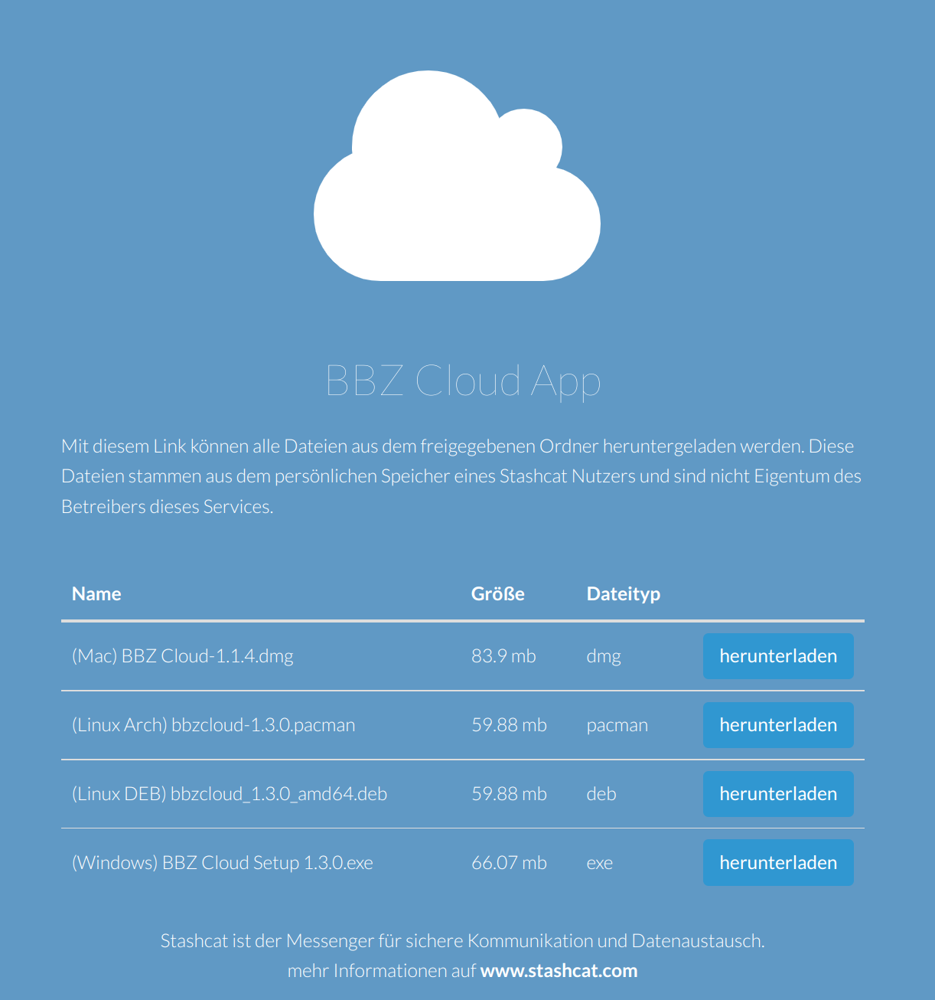 BBZ Cloud App
Mit diesem Link können alle Dateien aus dem freigegebenen Ordner heruntergeladen werden. Diese
Dateien stammen aus dem persönlichen Speicher eines Stashcat Nutzers und sind nicht Eigentum des
Betreibers dieses Services.
Name Größe Dateityp
(Mac) BBZ Cloud-1.1.4.dmg 83.9 mb dmg herunterladen
(Linux Arch) bbzcloud-1.3.0.pacman 59.88 mb pacman herunterladen
(Linux DEB) bbzcloud_1.3.0_amd64.deb 59.88 mb deb herunterladen
(Windows) BBZ Cloud Setup 1.3.0.exe 66.07 mb exe herunterladen
Stashcat ist der Messenger für sichere Kommunikation und Datenaustausch.
mehr Informationen auf www.stashcat.com